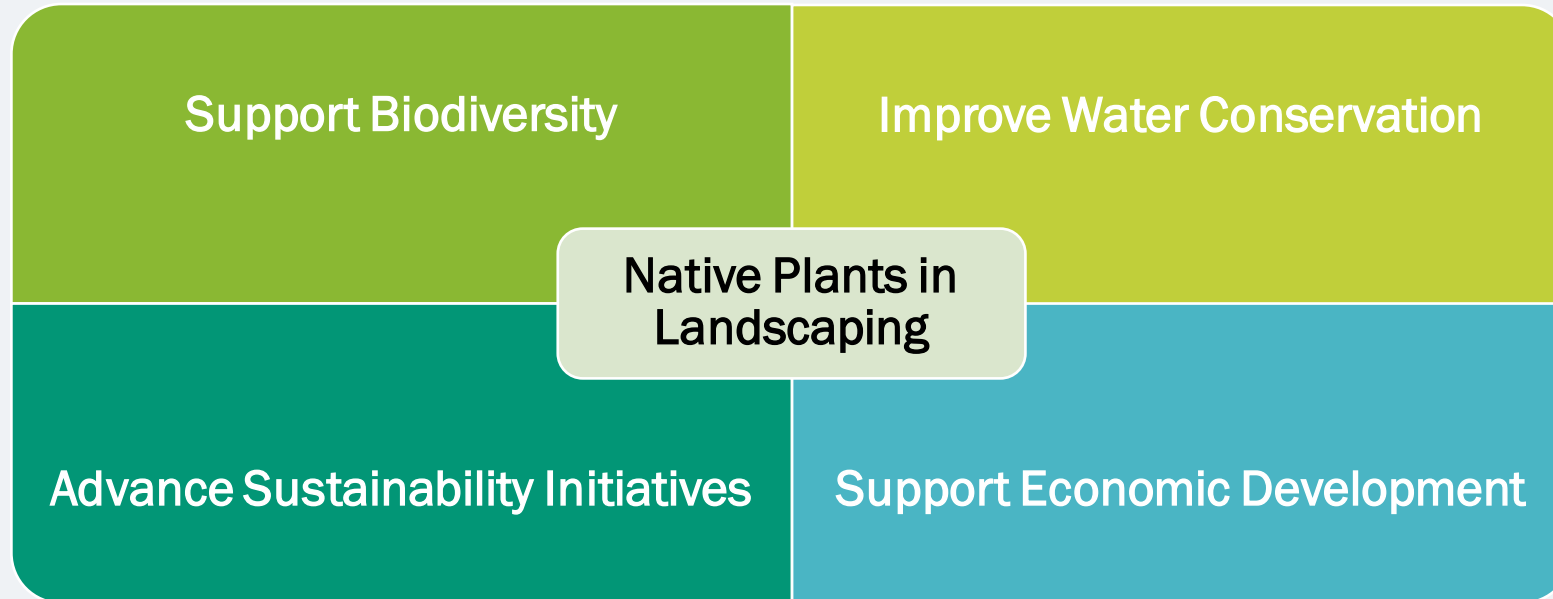 Support Biodiversity
Improve Water Conservation
Native Plants in
Landscaping
Advance Sustainability Initiatives
Support Economic Development